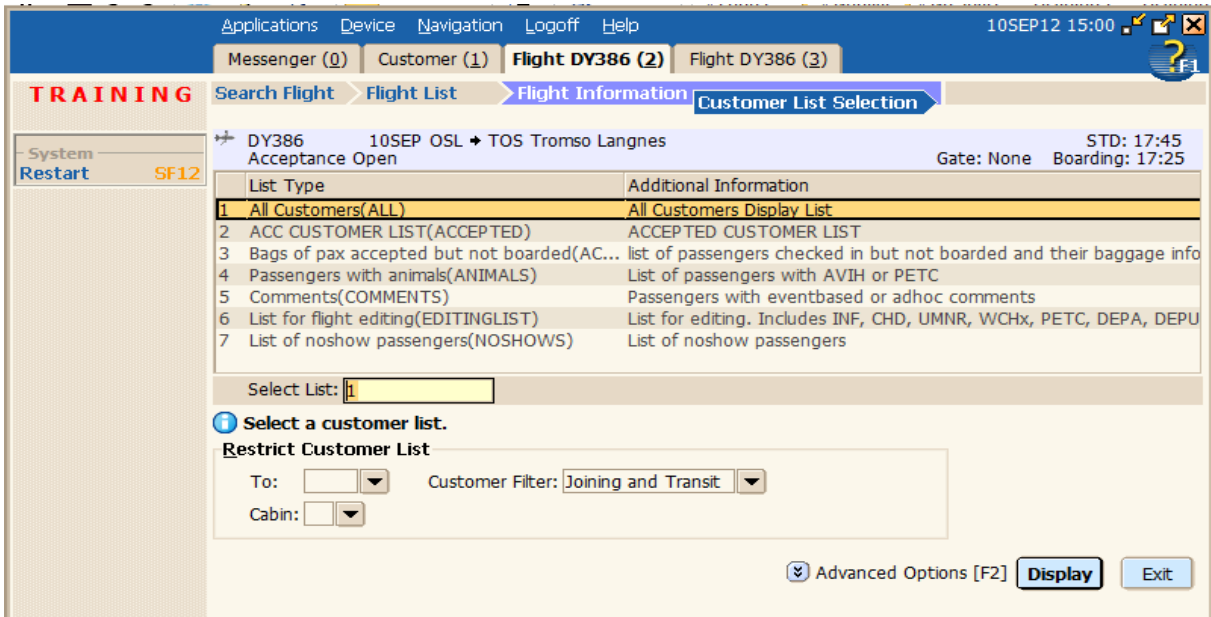 Applications Device Navigation Logoff Help 10SEP12 15:00
Messenger (0) Customer (1) Flight DY386 (2) Flight DY386 (3) ? F1
TRAINING Search Flight Flight List Flight Information Customer List Selection
DY386 10SEP OSL → TOS Tromso Langnes STD: 17:45
System Acceptance Open Gate: None Boarding: 17:25
Restart SF12
List Type Additional Information
1 All Customers(ALL) All Customers Display List
2 ACC CUSTOMER LIST(ACCEPTED) ACCEPTED CUSTOMER LIST
3 Bags of pax accepted but not boarded(AC... list of passengers checked in but not boarded and their baggage info
4 Passengers with animals(ANIMALS) List of passengers with AVIH or PETC
5 Comments(COMMENTS) Passengers with eventbased or adhoc comments
6 List for flight editing(EDITINGLIST) List for editing. Includes INF, CHD, UMNR, WCHx, PETC, DEPA, DEPU
7 List of noshow passengers(NOSHOWS) List of noshow passengers
Select List: 1
Select a customer list.
Restrict Customer List
To: Customer Filter: Joining and Transit
Cabin:
Advanced Options [F2] Display Exit